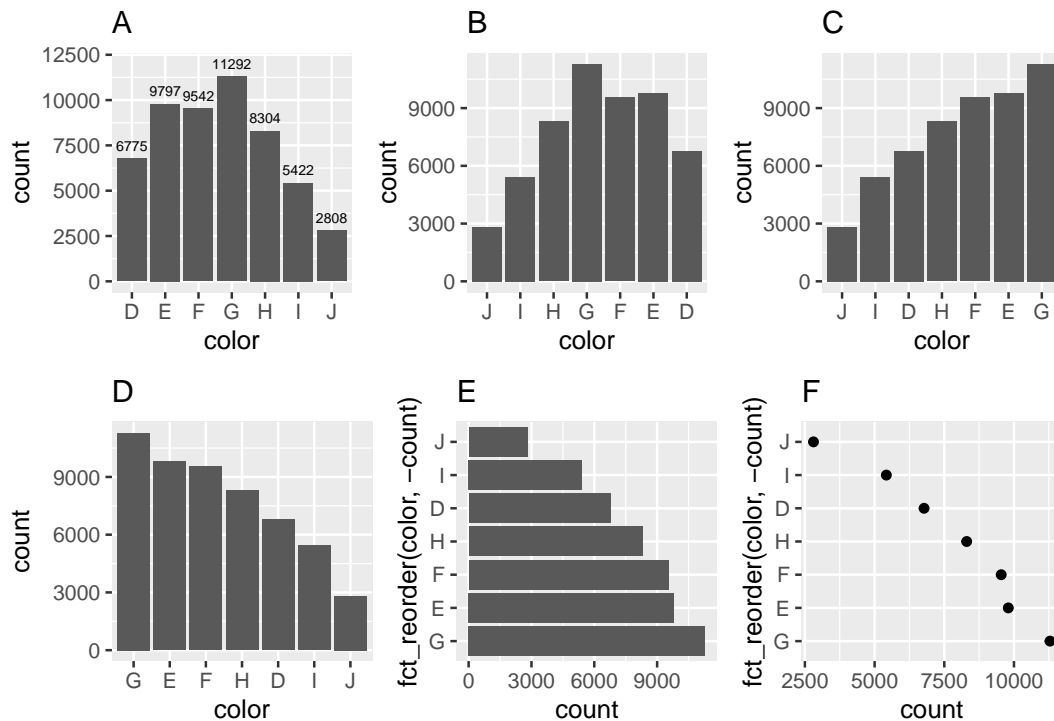 A
count
12500
10000
7500
5000
2500
0
6775
9797
9542
11292
8304
5422
2808
D E F G H I J
color
B
count
9000
6000
3000
0
J I H G F E D
color
C
count
9000
6000
3000
0
J I D H F E G
color
D
count
9000
6000
3000
0
G E F H D I J
color
E
fct_reorder(color, −count)
J
I
D
H
F
E
G
0 3000 6000 9000
count
F
fct_reorder(color, −count)
J
I
D
H
F
E
G
2500 5000 7500 10000
count